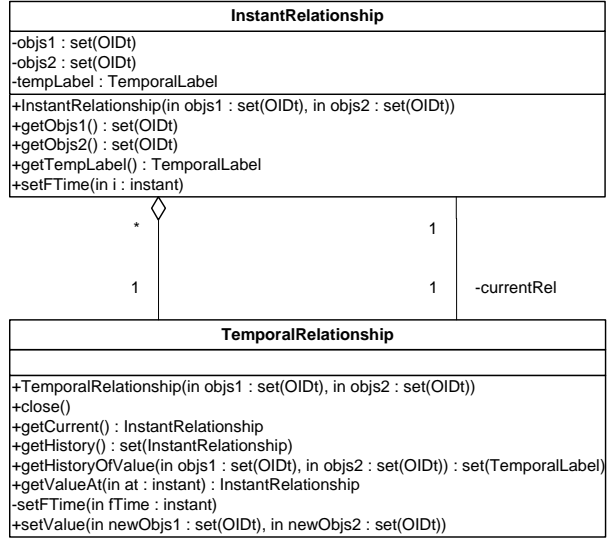 InstantRelationship
-objs1 : set(OIDt)
-objs2 : set(OIDt)
-tempLabel : TemporalLabel
+InstantRelationship(in objs1 : set(OIDt), in objs2 : set(OIDt))
+getObjs1() : set(OIDt)
+getObjs2() : set(OIDt)
+getTempLabel() : TemporalLabel
+setFTime(in i : instant)
* 1
1 1 -currentRel
TemporalRelationship
+TemporalRelationship(in objs1 : set(OIDt), in objs2 : set(OIDt))
+close()
+getCurrent() : InstantRelationship
+getHistory() : set(InstantRelationship)
+getHistoryOfValue(in objs1 : set(OIDt), in objs2 : set(OIDt)) : set(TemporalLabel)
+getValueAt(in at : instant) : InstantRelationship
-setFTime(in fTime : instant)
+setValue(in newObjs1 : set(OIDt), in newObjs2 : set(OIDt))